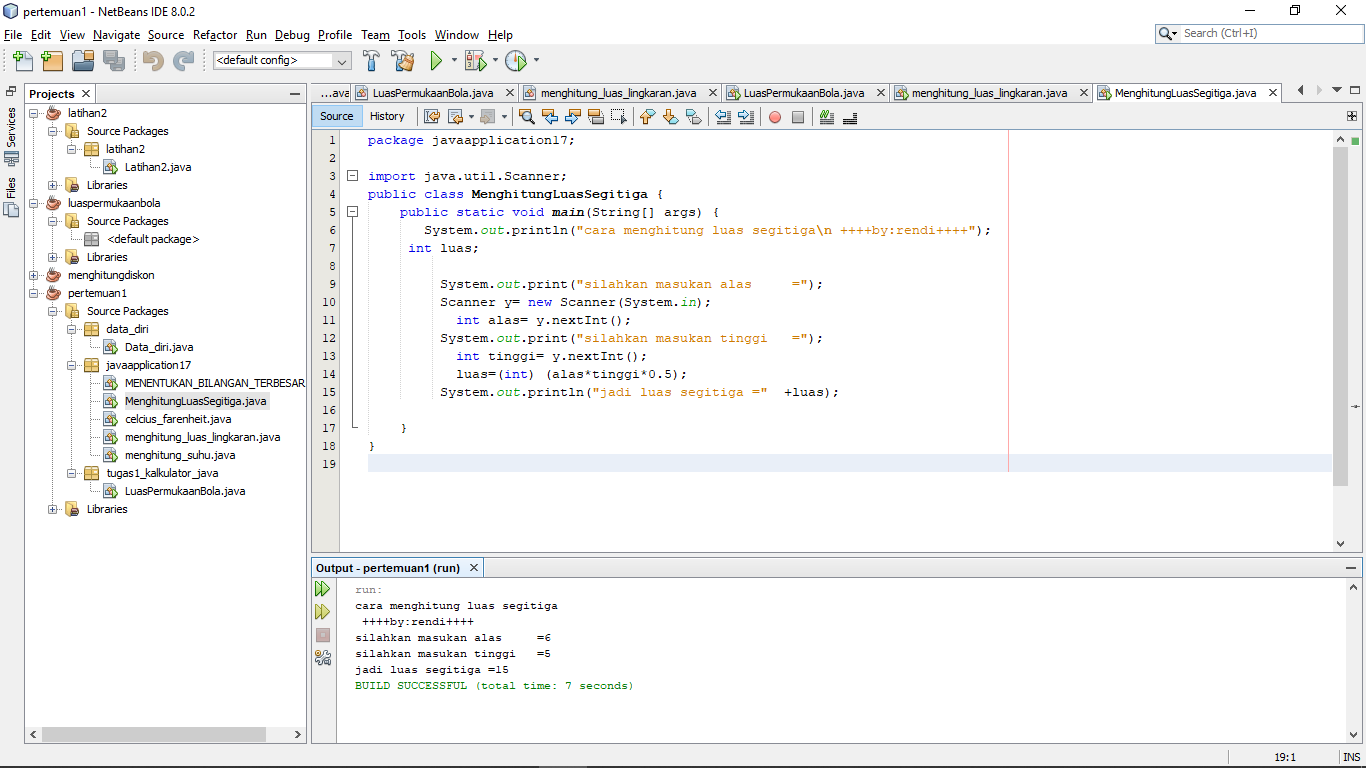 pertemuan1 - NetBeans IDE 8.0.2
File Edit View Navigate Source Refactor Run Debug Profile Team Tools Window Help
Search (Ctrl+I)
<default config>
Services
Files
Projects
latihan2
Source Packages
latihan2
Latihan2.java
Libraries
luaspermukaanbola
Source Packages
<default package>
Libraries
menghitungdiskon
pertemuan1
Source Packages
data_diri
Data_diri.java
javaapplication17
MENENTUKAN_BILANGAN_TERBESAR
MenghitungLuasSegitiga.java
celcius_farenheit.java
menghitung_luas_lingkaran.java
menghitung_suhu.java
tugas1_kalkulator_java
LuasPermukaanBola.java
Libraries
...ava LuasPermukaanBola.java menghitung_luas_lingkaran.java LuasPermukaanBola.java menghitung_luas_lingkaran.java MenghitungLuasSegitiga.java
Source History
1 package javaapplication17;
2
3 import java.util.Scanner;
4 public class MenghitungLuasSegitiga {
5 public static void main(String[] args) {
6 System.out.println("cara menghitung luas segitiga\n ++++by:rendi++++");
7 int luas;
8
9 System.out.print("silahkan masukan alas     =");
10 Scanner y= new Scanner(System.in);
11 int alas= y.nextInt();
12 System.out.print("silahkan masukan tinggi   =");
13 int tinggi= y.nextInt();
14 luas=(int) (alas*tinggi*0.5);
15 System.out.println("jadi luas segitiga ="  +luas);
16
17 }
18 }
19
Output - pertemuan1 (run)
run:
cara menghitung luas segitiga
++++by:rendi++++
silahkan masukan alas     =6
silahkan masukan tinggi   =5
jadi luas segitiga =15
BUILD SUCCESSFUL (total time: 7 seconds)
19:1 INS